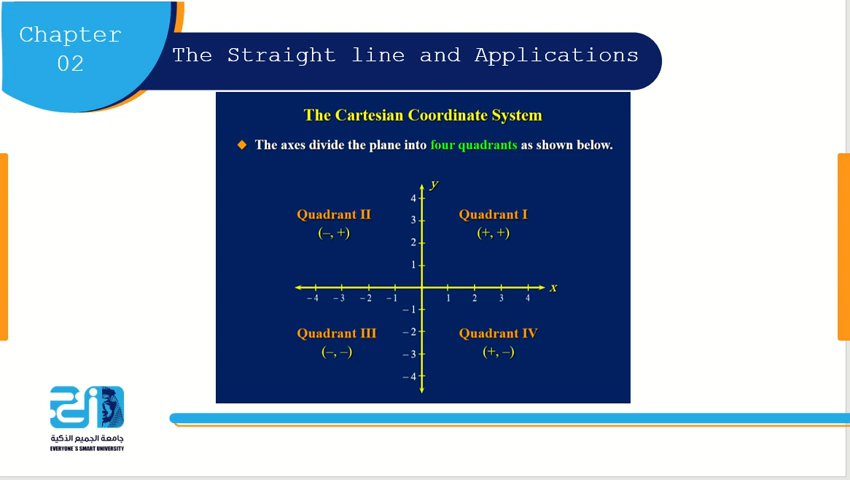 Chapter
02
The Straight line and Applications
The Cartesian Coordinate System
The axes divide the plane into four quadrants as shown below.
y
4
Quadrant II
Quadrant I
3
(–, +)
(+, +)
2
1
x
–4 –3 –2 –1 1 2 3 4
–1
Quadrant III
–2
Quadrant IV
(–, –)
–3
(+, –)
–4
جامعة الجميع الذكية
EVERYONE`S SMART UNIVERSITY